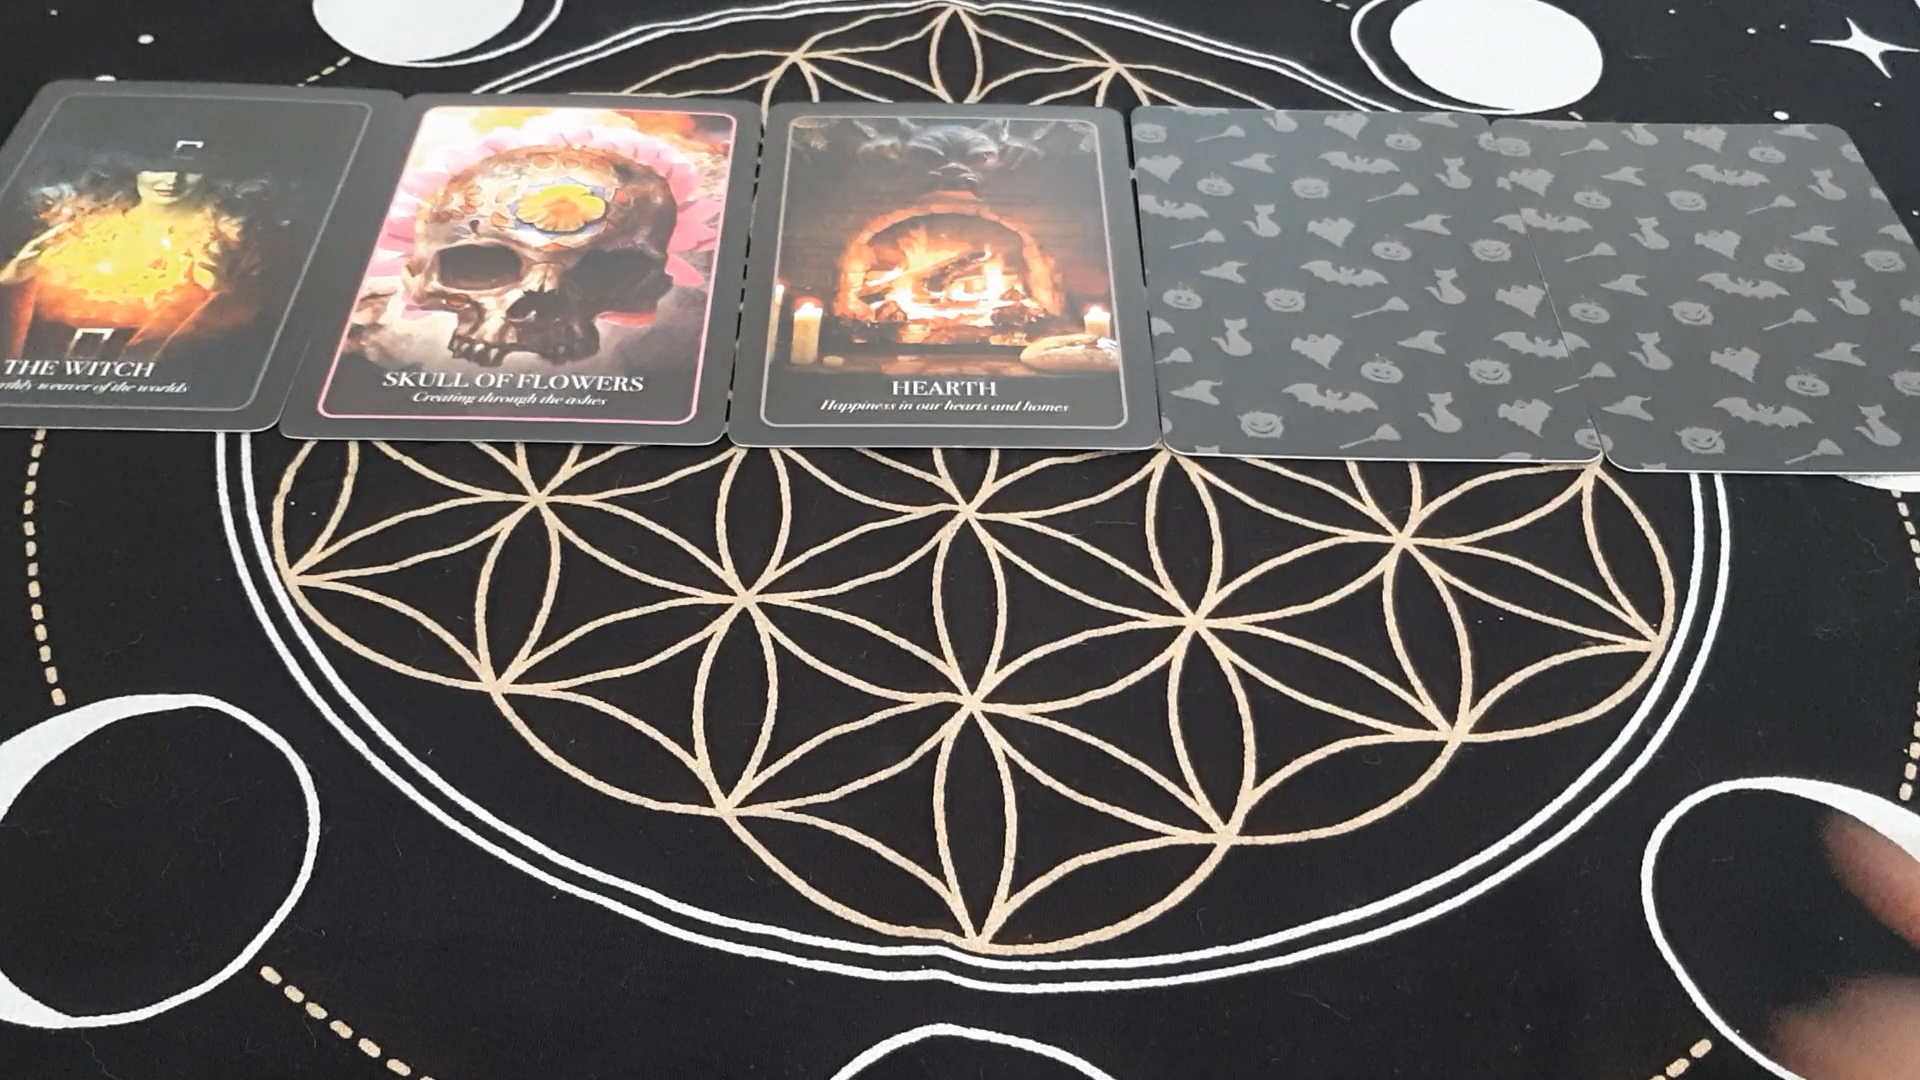 THE WITCH
weaver of the worlds
SKULL OF FLOWERS
Creating through the ashes
HEARTH
Happiness in our hearts and homes